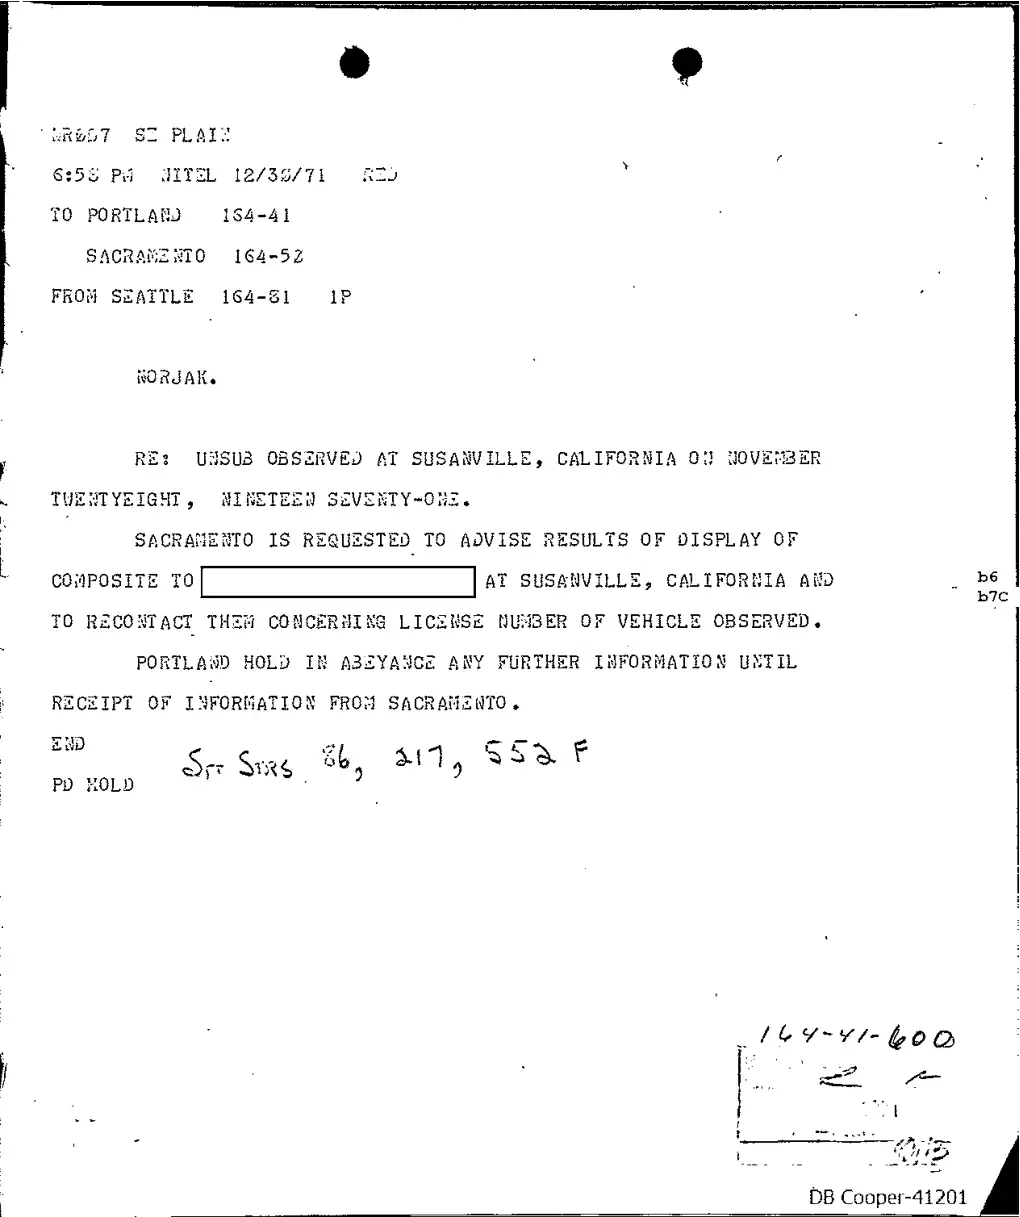 SE PLAIN
PM NITEL 12/30/71 RED
TO PORTLAND 164-41
SACRAMENTO 164-52
FROM SEATTLE 164-81 1P
NORJAK.
RE: UNSUB OBSERVED AT SUSANVILLE, CALIFORNIA ON NOVEMBER
TWENTYEIGHT, NINETEEN SEVENTY-ONE.
SACRAMENTO IS REQUESTED TO ADVISE RESULTS OF DISPLAY OF
COMPOSITE TO AT SUSANVILLE, CALIFORNIA AND
b6
b7C
TO RECONTACT THEM CONCERNING LICENSE NUMBER OF VEHICLE OBSERVED.
PORTLAND HOLD IN ABEYANCE ANY FURTHER INFORMATION UNTIL
RECEIPT OF INFORMATION FROM SACRAMENTO.
END
86, 217, 552 F
PD HOLD
164-41-600
DB Cooper-41201